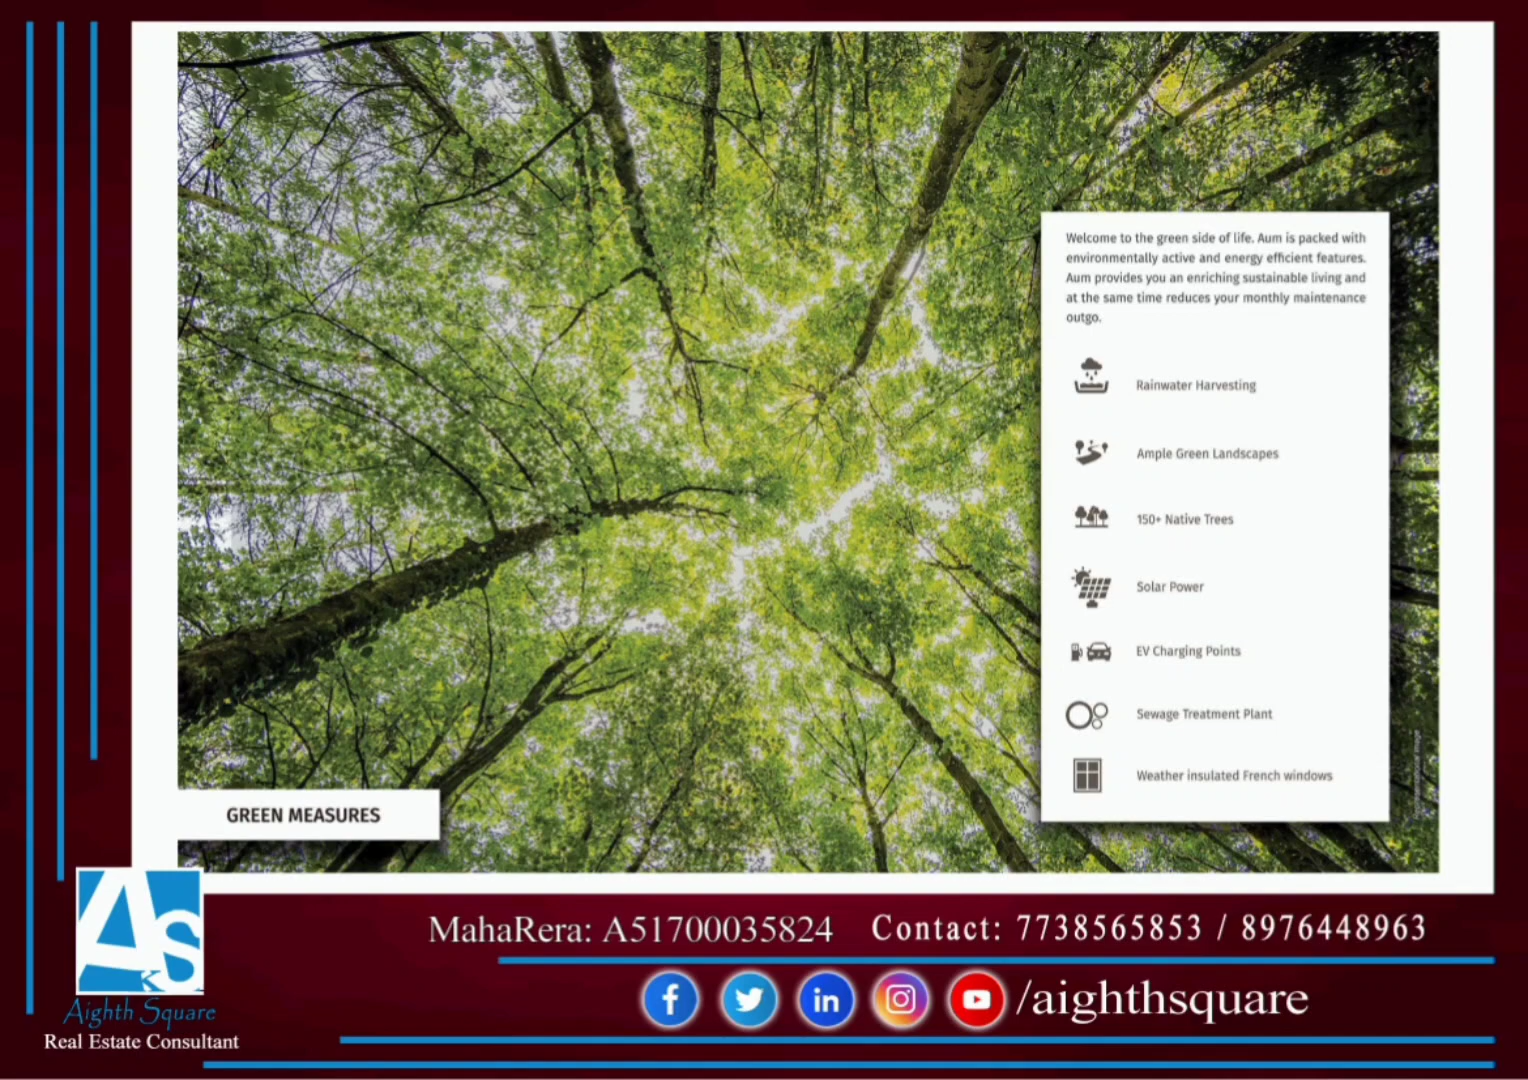 Welcome to the green side of life. Aum is packed with
environmentally active and energy efficient features.
Aum provides you an enriching sustainable living and
at the same time reduces your monthly maintenance
outgo.
Rainwater Harvesting
Ample Green Landscapes
150+ Native Trees
Solar Power
EV Charging Points
Sewage Treatment Plant
Weather insulated French windows
GREEN MEASURES
AKS
Aighth Square
Real Estate Consultant
MahaRera: A51700035824 Contact: 7738565853 / 8976448963
/aighthsquare